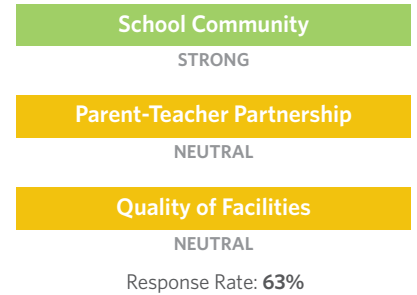 School Community
STRONG
Parent-Teacher Partnership
NEUTRAL
Quality of Facilities
NEUTRAL
Response Rate: 63%